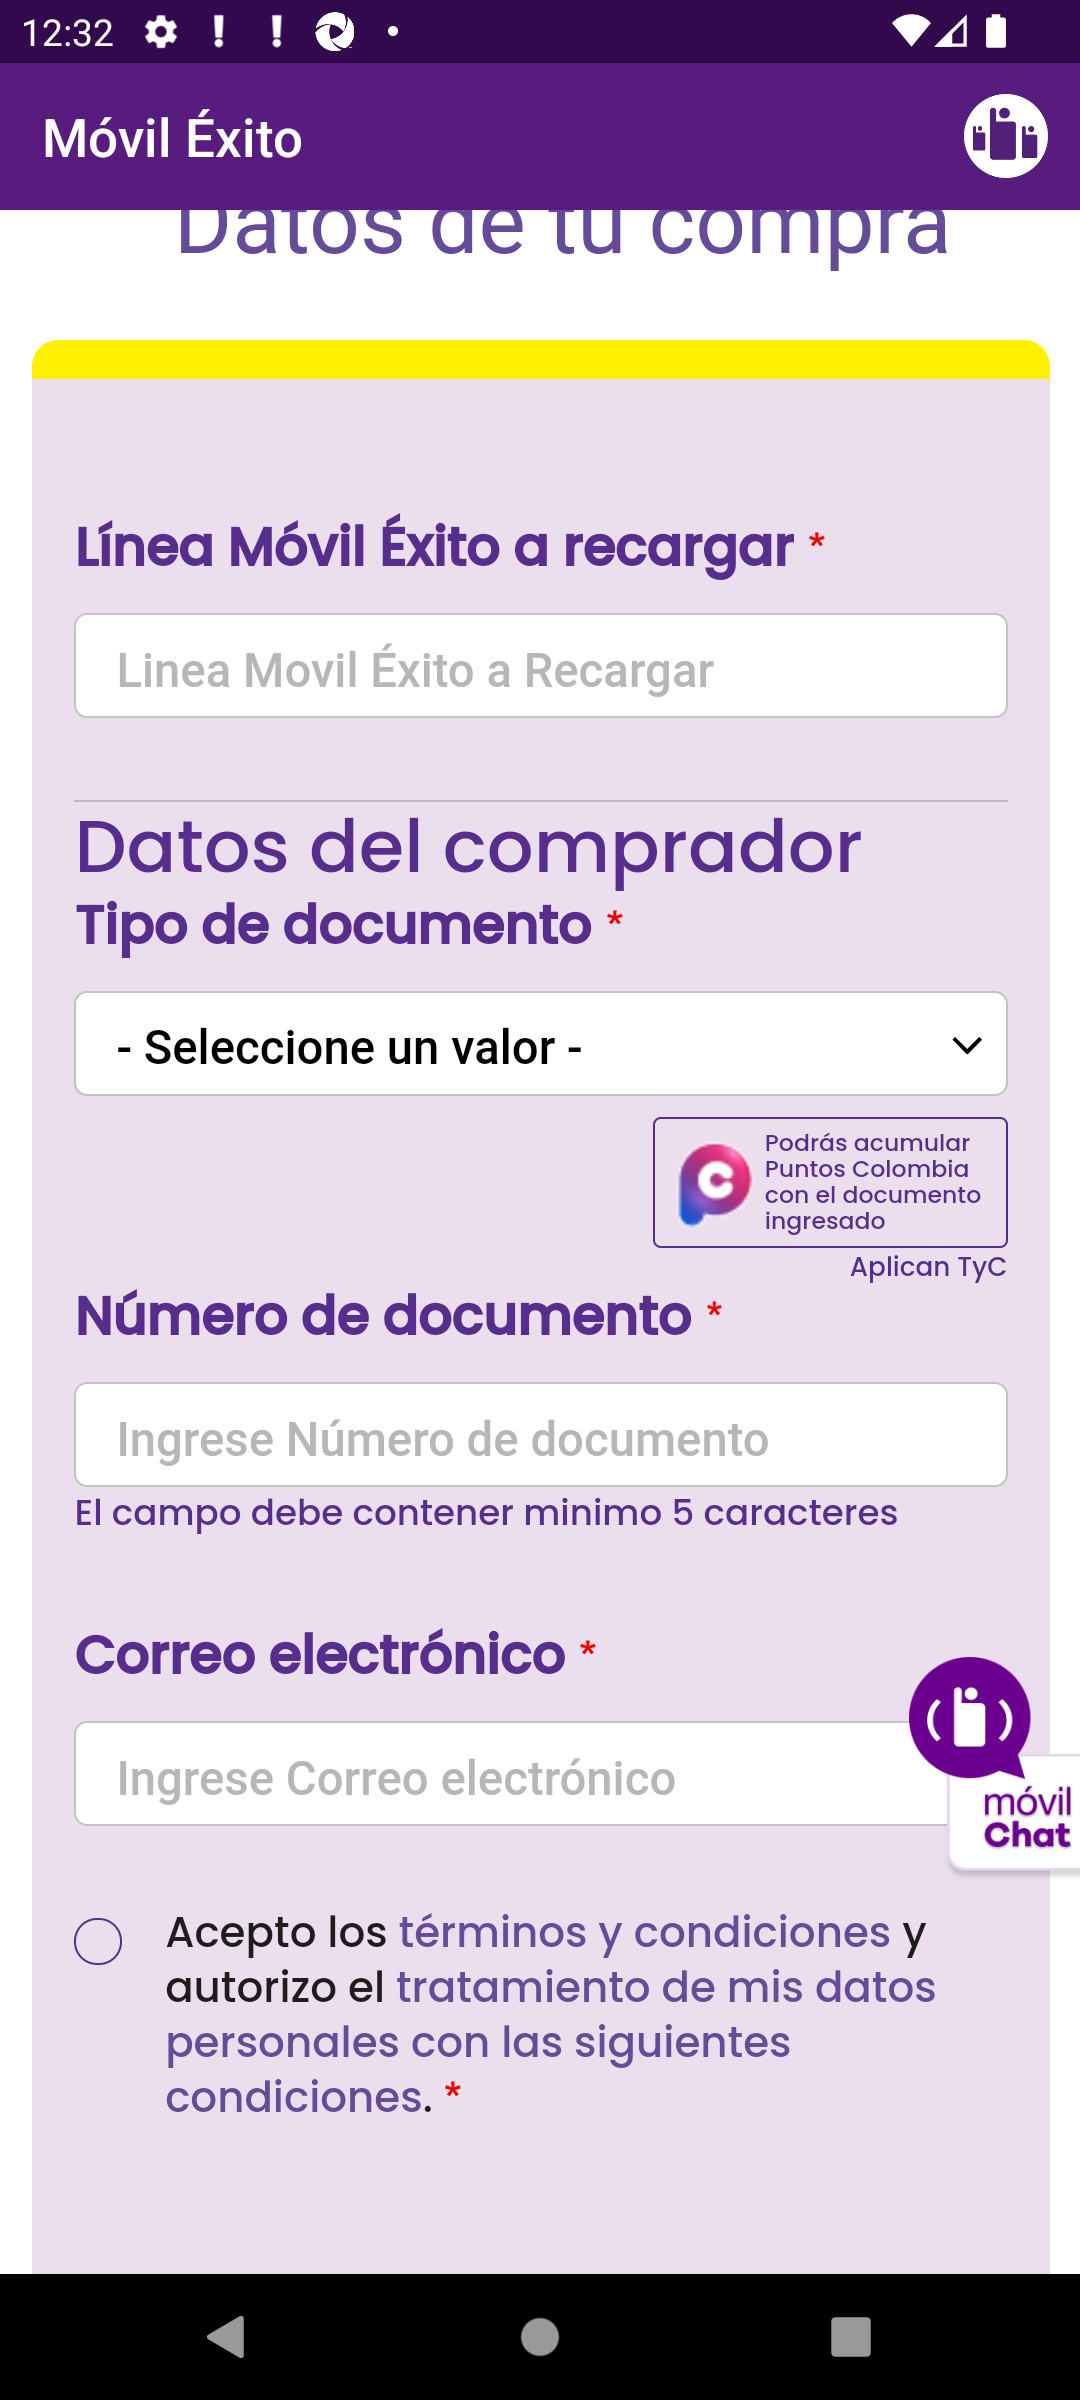 12:32
Móvil Éxito
Datos de tu compra
Línea Móvil Éxito a recargar *
Linea Movil Éxito a Recargar
Datos del comprador
Tipo de documento *
- Seleccione un valor -
Podrás acumular
Puntos Colombia
con el documento
ingresado
Aplican TyC
Número de documento *
Ingrese Número de documento
El campo debe contener minimo 5 caracteres
Correo electrónico *
Ingrese Correo electrónico
móvil
Chat
Acepto los términos y condiciones y
autorizo el tratamiento de mis datos
personales con las siguientes
condiciones. *